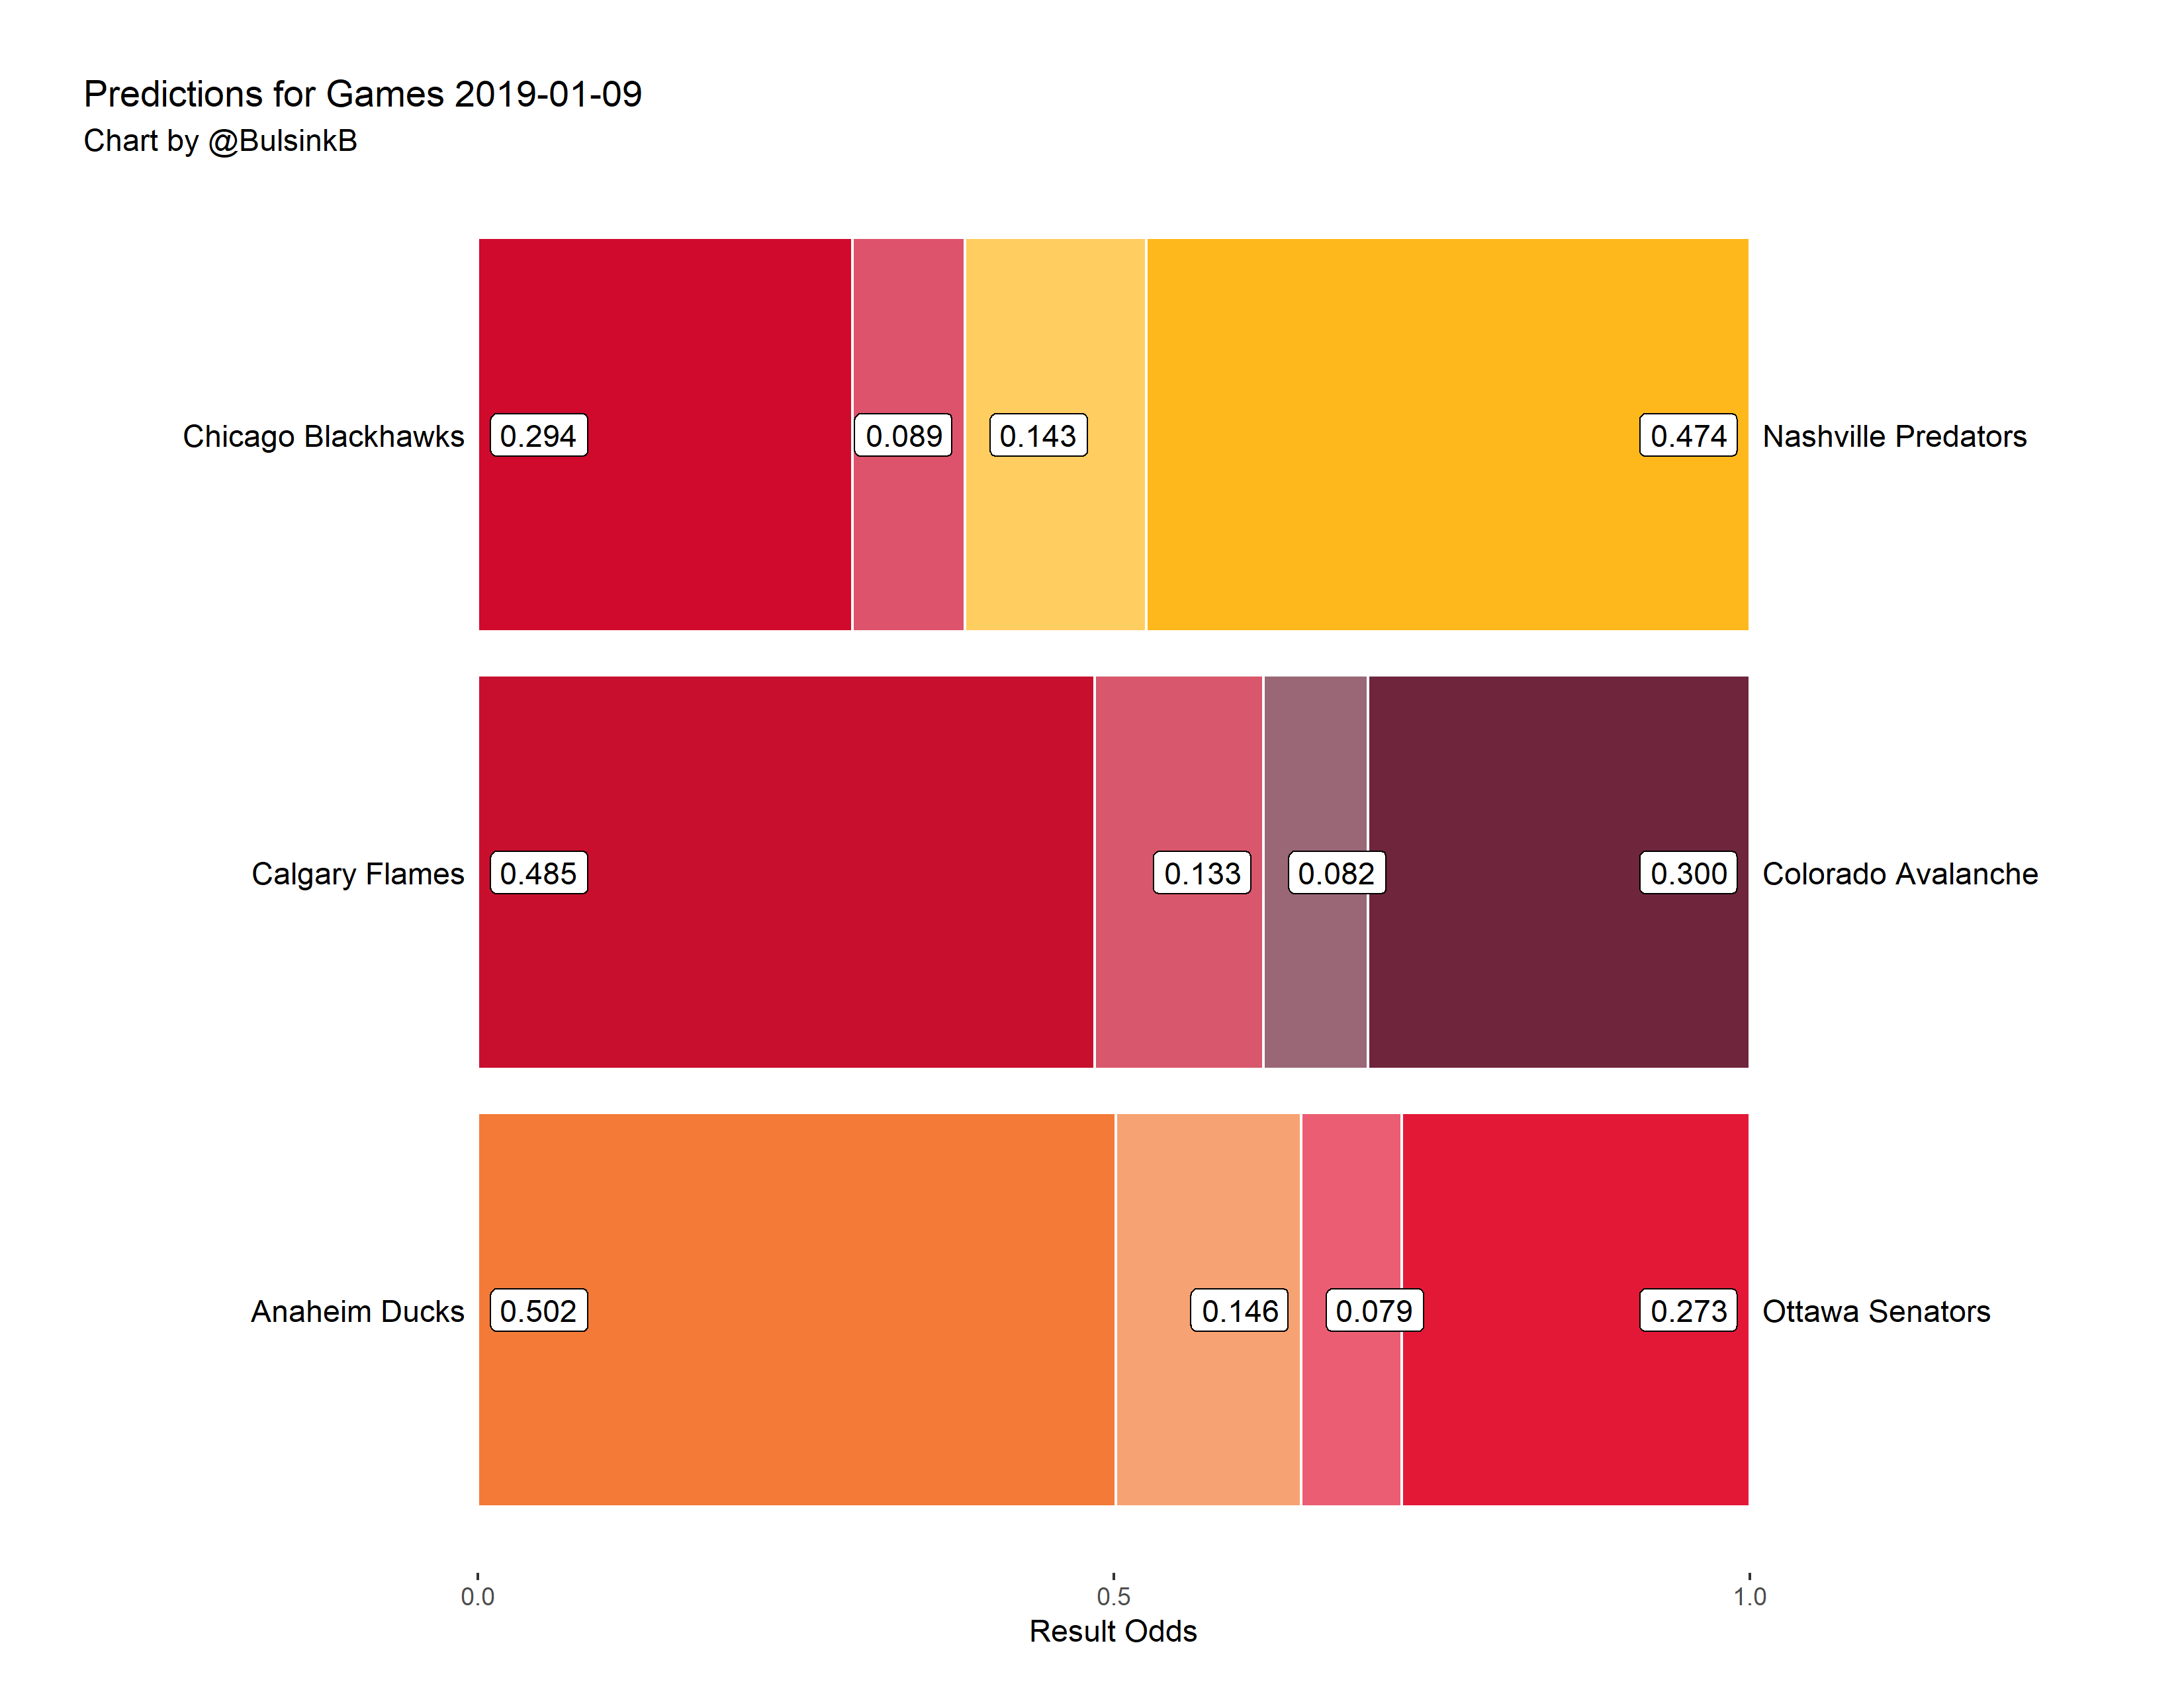 Predictions for Games 2019-01-09
Chart by @BulsinkB
Chicago Blackhawks 0.294 0.089 0.143 0.474 Nashville Predators
Calgary Flames 0.485 0.133 0.082 0.300 Colorado Avalanche
Anaheim Ducks 0.502 0.146 0.079 0.273 Ottawa Senators
0.0 0.5 1.0
Result Odds